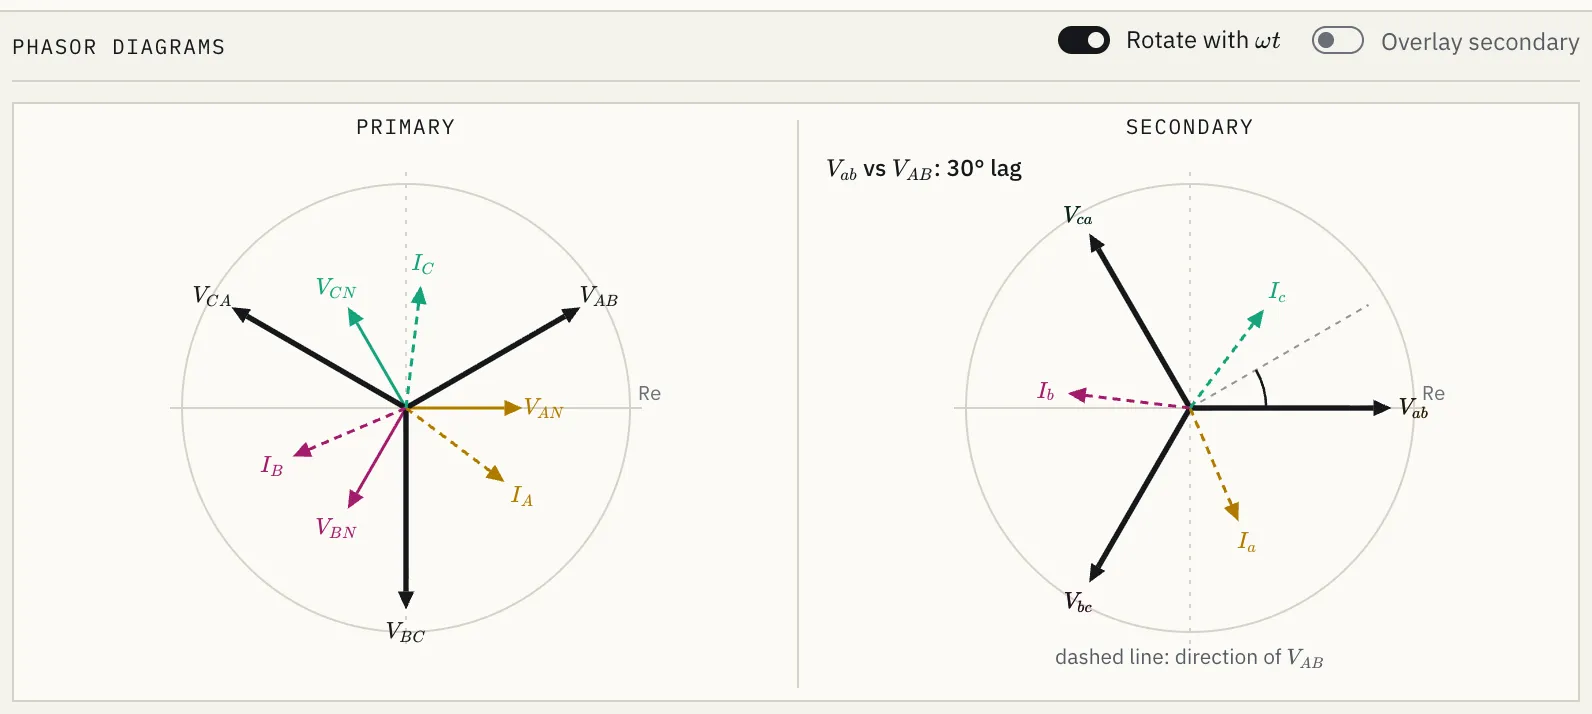 PHASOR DIAGRAMS
Rotate with ωt
Overlay secondary
PRIMARY
I_C
V_CN
V_CA
V_AB
Re
V_AN
I_B
I_A
V_BN
V_BC
SECONDARY
V_ab vs V_AB: 30° lag
V_ca
I_c
I_b
Re
V_ab
I_a
V_bc
dashed line: direction of V_AB